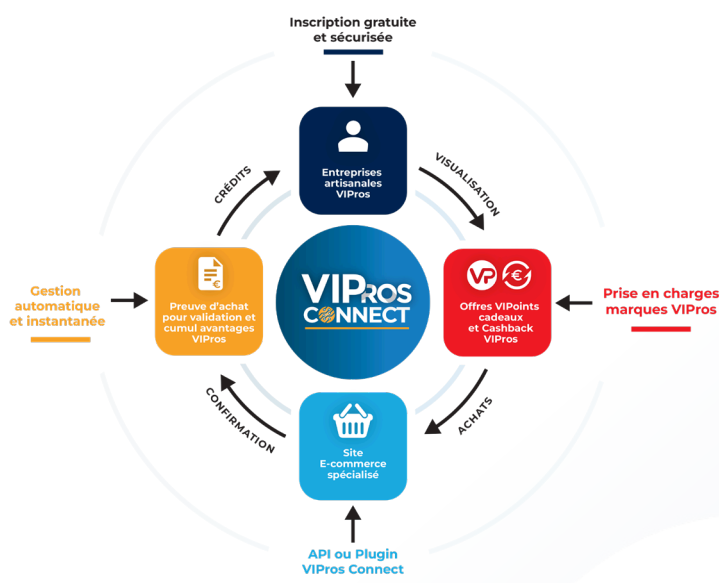 Inscription gratuite
et sécurisée
Entreprises
artisanales
VIPros
CRÉDITS
VISUALISATION
Gestion
automatique
et instantanée
€
Preuve d'achat
pour validation et
cumul avantages
VIPros
VIPros
CONNECT
VP €
Offres VIPoints
cadeaux
et Cashback
VIPros
Prise en charges
marques VIPros
CONFIRMATION
ACHATS
Site
E-commerce
spécialisé
API ou Plugin
VIPros Connect